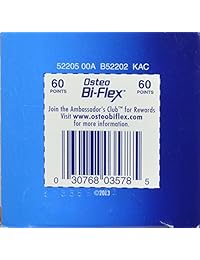 52205 00A B52202 KAC
60 POINTS
Osteo Bi-Flex®
60 POINTS
Join the Ambassador's Club™ for Rewards
Visit www.osteobiflex.com
for more information.
0 30768 03578 5
©2013